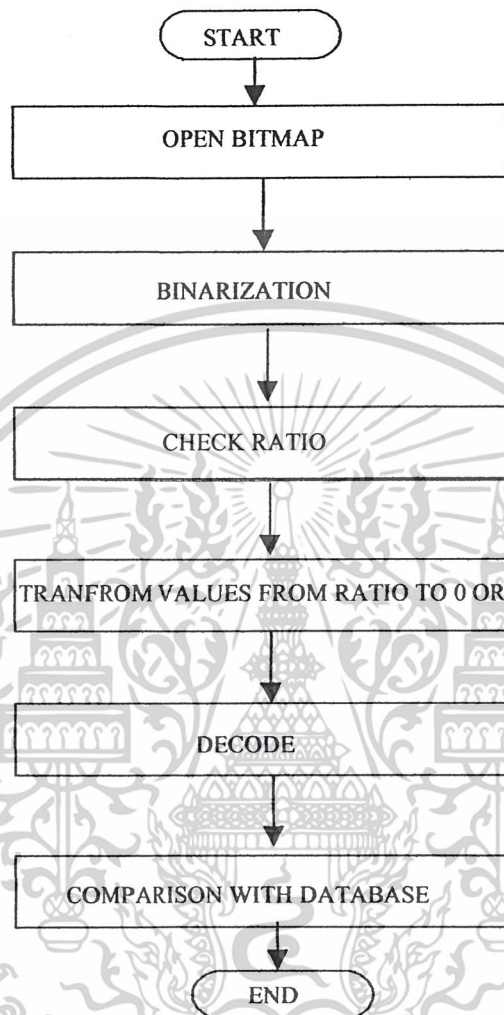 START
OPEN BITMAP
BINARIZATION
CHECK RATIO
TRANFROM VALUES FROM RATIO TO 0 OR
DECODE
COMPARISON WITH DATABASE
END